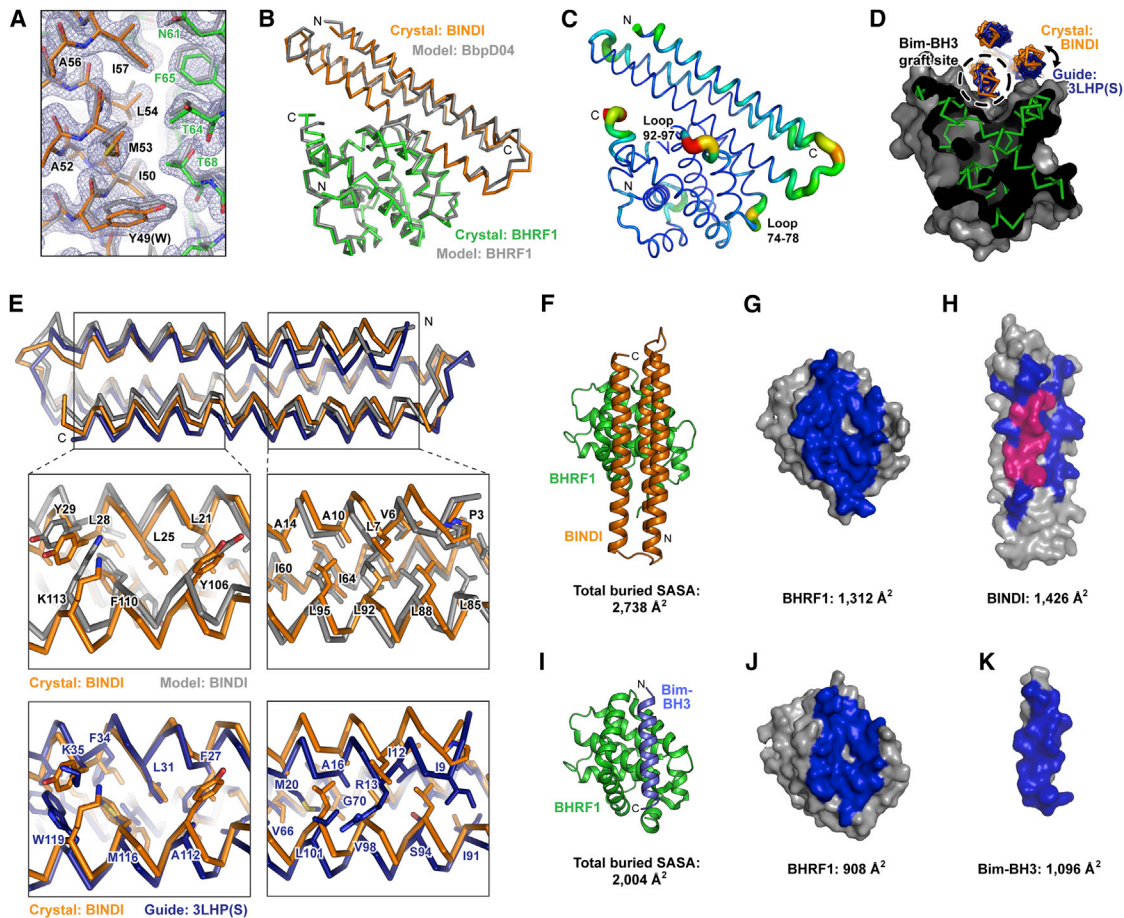 A
N61
A56
I57
F65
L54
T64
M53
A52
T68
I50
Y49(W)
B
N
Crystal: BINDI
Model: BbpD04
C
C
N
Crystal: BHRF1
Model: BHRF1
C
N
C
Loop
92-97
C
N
Loop
74-78
D
Crystal:
BINDI
Bim-BH3
graft site
Guide:
3LHP(S)
E
N
C
Y29
L28
L21
L25
K113
F110
Y106
A14
A10
L7
V6
P3
I60
I64
L95
L92
L88
L85
Crystal: BINDI
Model: BINDI
K35
F34
L31
F27
W119
M116
A112
M20
A16
I12
R13
I9
G70
V66
L101
V98
S94
I91
Crystal: BINDI
Guide: 3LHP(S)
F
C
BHRF1
BINDI
N
Total buried SASA:
2,738 Å²
G
BHRF1: 1,312 Å²
H
BINDI: 1,426 Å²
I
N
Bim-
BH3
BHRF1
C
Total buried SASA:
2,004 Å²
J
BHRF1: 908 Å²
K
Bim-BH3: 1,096 Å²